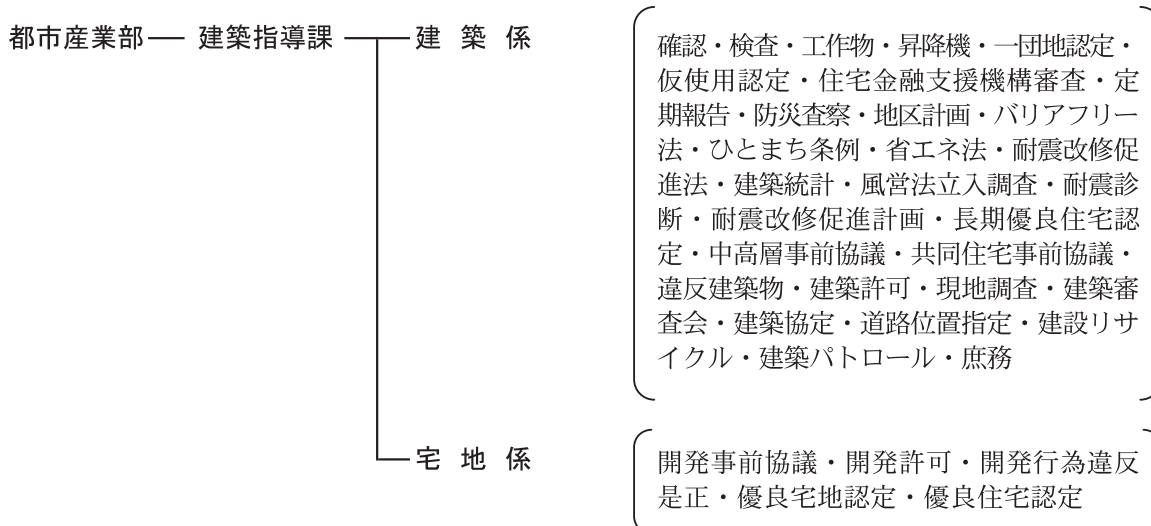 都市産業部 建築指導課 建築係
確認・検査・工作物・昇降機・一団地認定・
仮使用認定・住宅金融支援機構審査・定
期報告・防災査察・地区計画・バリアフリー
法・ひとまち条例・省エネ法・耐震改修促
進法・建築統計・風営法立入調査・耐震診
断・耐震改修促進計画・長期優良住宅認
定・中高層事前協議・共同住宅事前協議・
違反建築物・建築許可・現地調査・建築審
査会・建築協定・道路位置指定・建設リサ
イクル・建築パトロール・庶務
宅地係
開発事前協議・開発許可・開発行為違反
是正・優良宅地認定・優良住宅認定